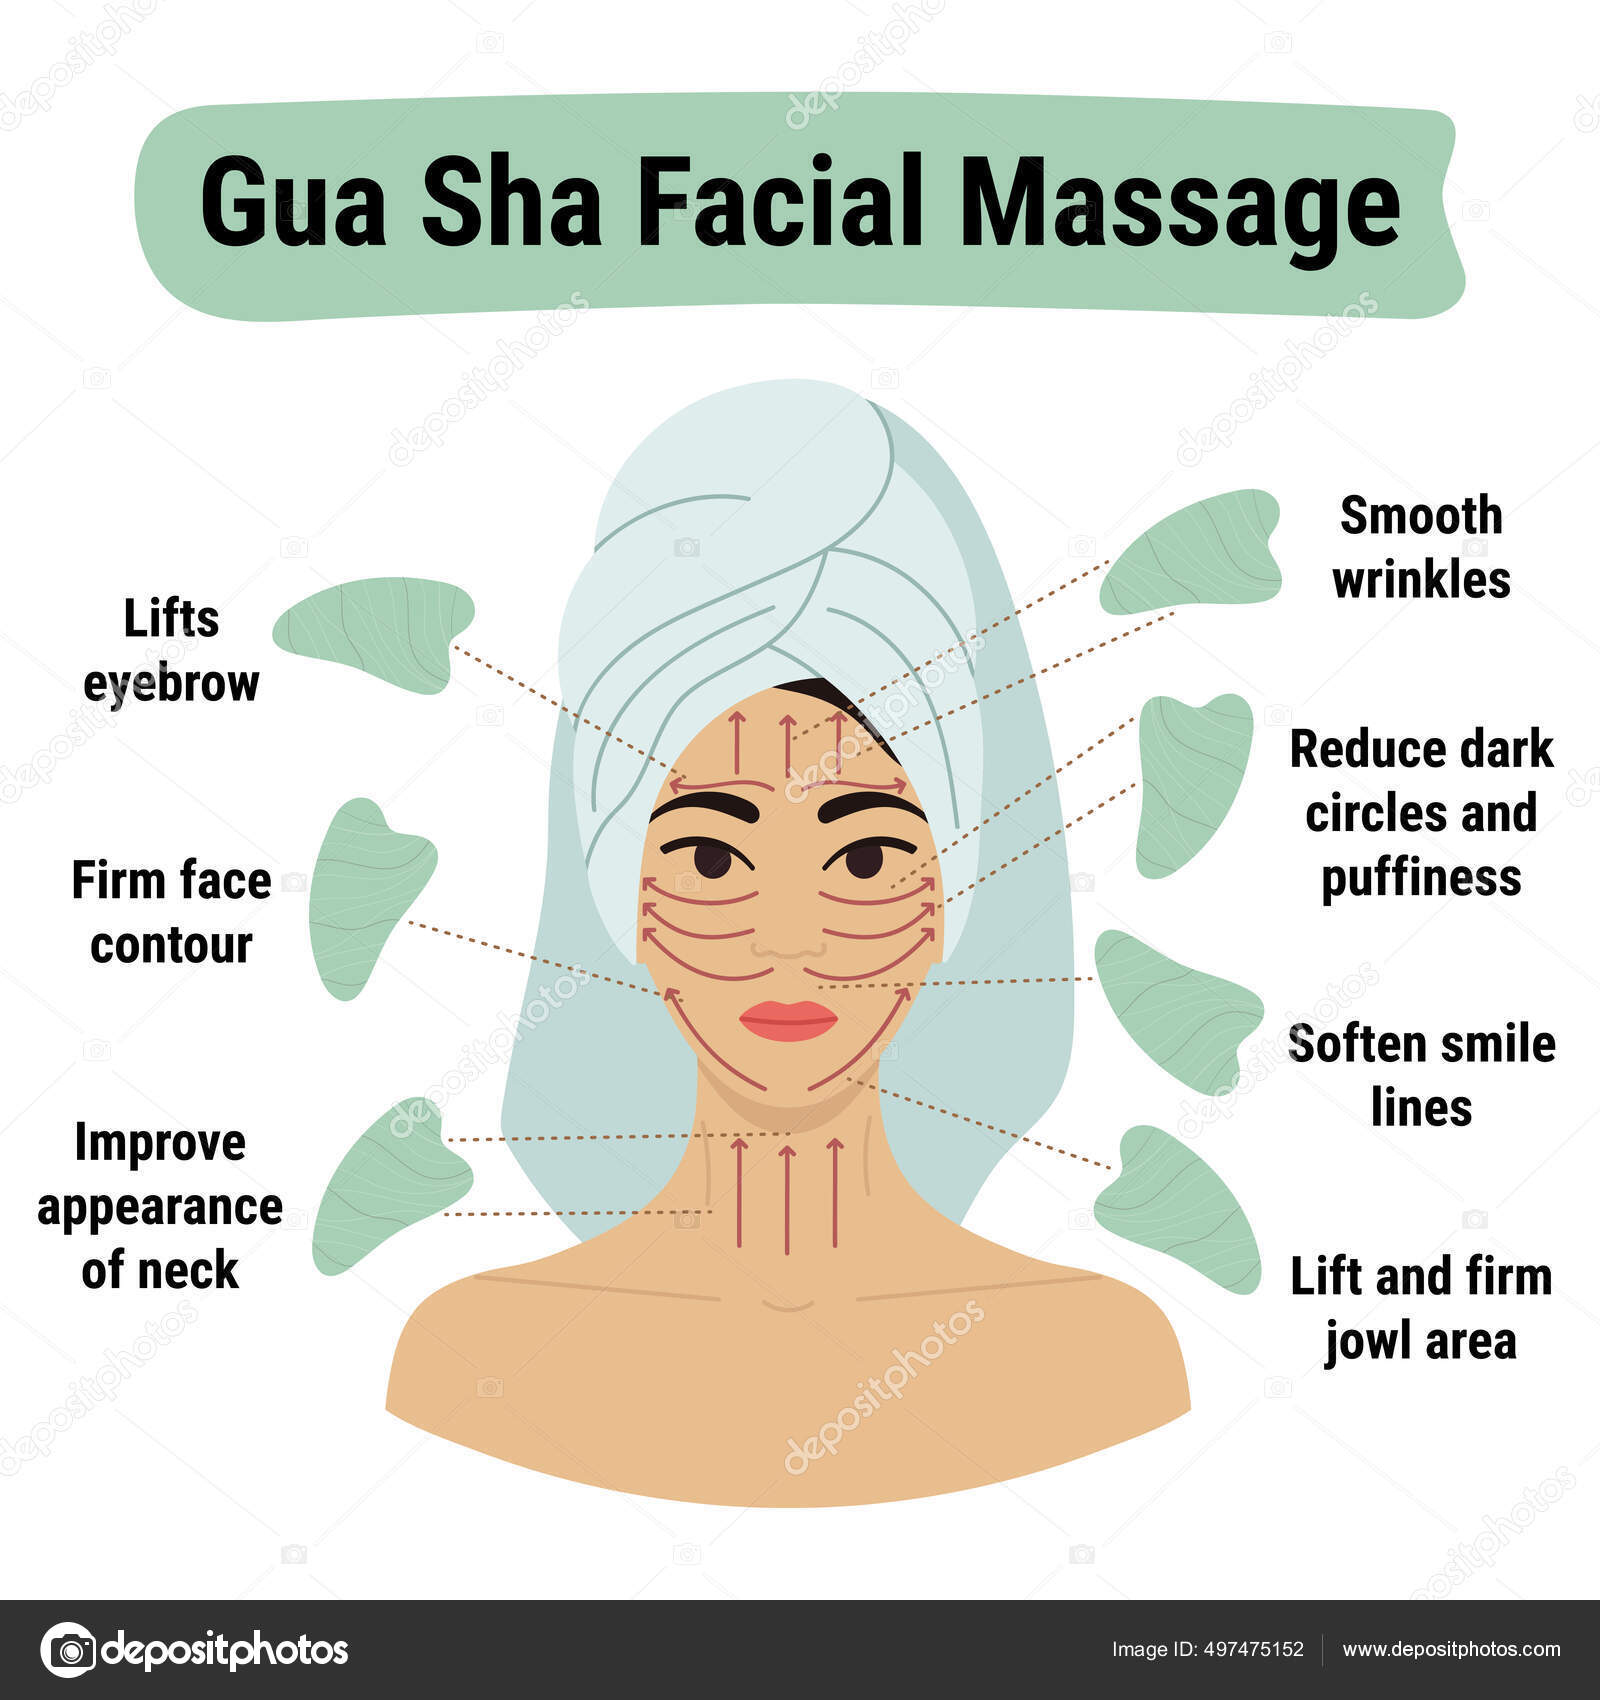 Gua Sha Facial Massage
Lifts
eyebrow
Firm face
contour
Improve
appearance
of neck
Smooth
wrinkles
Reduce dark
circles and
puffiness
Soften smile
lines
Lift and firm
jowl area
depositphotos
Image ID: 497475152
www.depositphotos.com